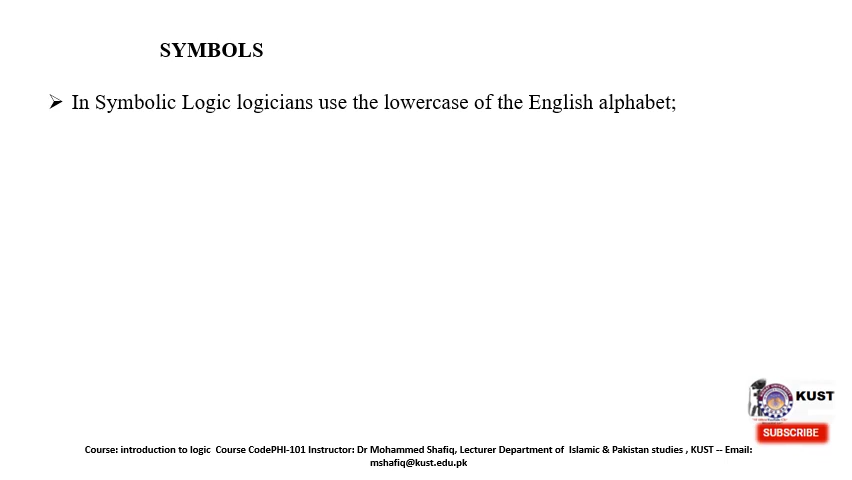 SYMBOLS
➢ In Symbolic Logic logicians use the lowercase of the English alphabet;
KUST
SUBSCRIBE
Course: introduction to logic Course CodePHI-101 Instructor: Dr Mohammed Shafiq, Lecturer Department of Islamic & Pakistan studies , KUST -- Email:
mshafiq@kust.edu.pk